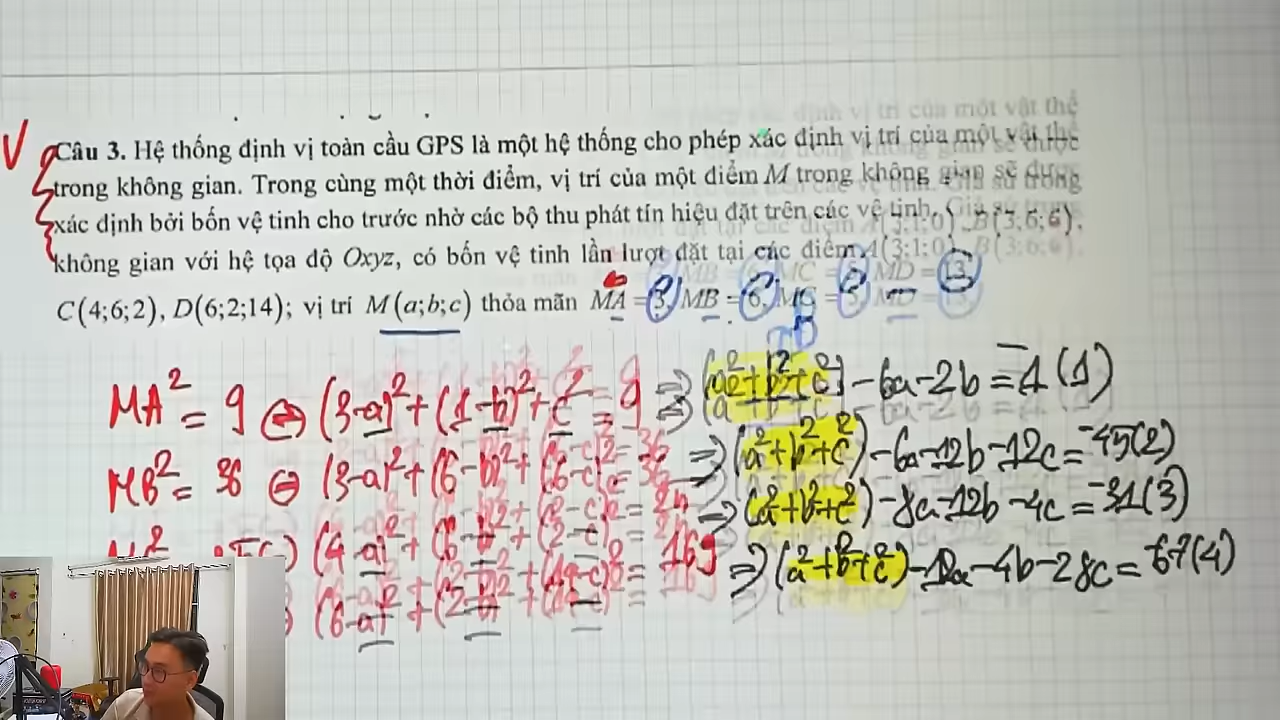 Câu 3. Hệ thống định vị toàn cầu GPS là một hệ thống cho phép xác định vị trí của một vật thể
trong không gian. Trong cùng một thời điểm, vị trí của một điểm M trong không gian sẽ được
xác định bởi bốn vệ tinh cho trước nhờ các bộ thu phát tín hiệu đặt trên các vệ tinh. Giả sử trong
không gian với hệ tọa độ Oxyz, có bốn vệ tinh lần lượt đặt tại các điểm A(3;1;0), B(3;6;6),
C(4;6;2), D(6;2;14); vị trí M(a;b;c) thỏa mãn MA = 3, MB = 6, MC = 5, MD = 13
MA² = 9 ⇔ (3-a)² + (1-b)² + c² = 9 ⇒ (a²+b²+c²) - 6a - 2b = -1 (1)
MB² = 36 ⇔ (3-a)² + (6-b)² + (6-c)² = 36 ⇒ (a²+b²+c²) - 6a - 12b - 12c = -45 (2)
(4-a)² + (6-b)² + (2-c)² = ⇒ (a²+b²+c²) - 8a - 12b - 4c = -31 (3)
(6-a)² + (2-b)² + (14-c)² = 169 ⇒ (a²+b²+c²) - 12a - 4b - 28c = -67 (4)